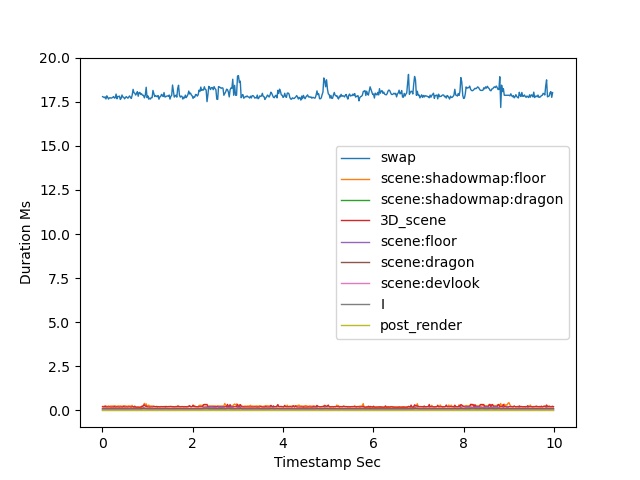 20.0
17.5
15.0
12.5
10.0
7.5
5.0
2.5
0.0
Duration Ms
swap
scene:shadowmap:floor
scene:shadowmap:dragon
3D_scene
scene:floor
scene:dragon
scene:devlook
I
post_render
0 2 4 6 8 10
Timestamp Sec